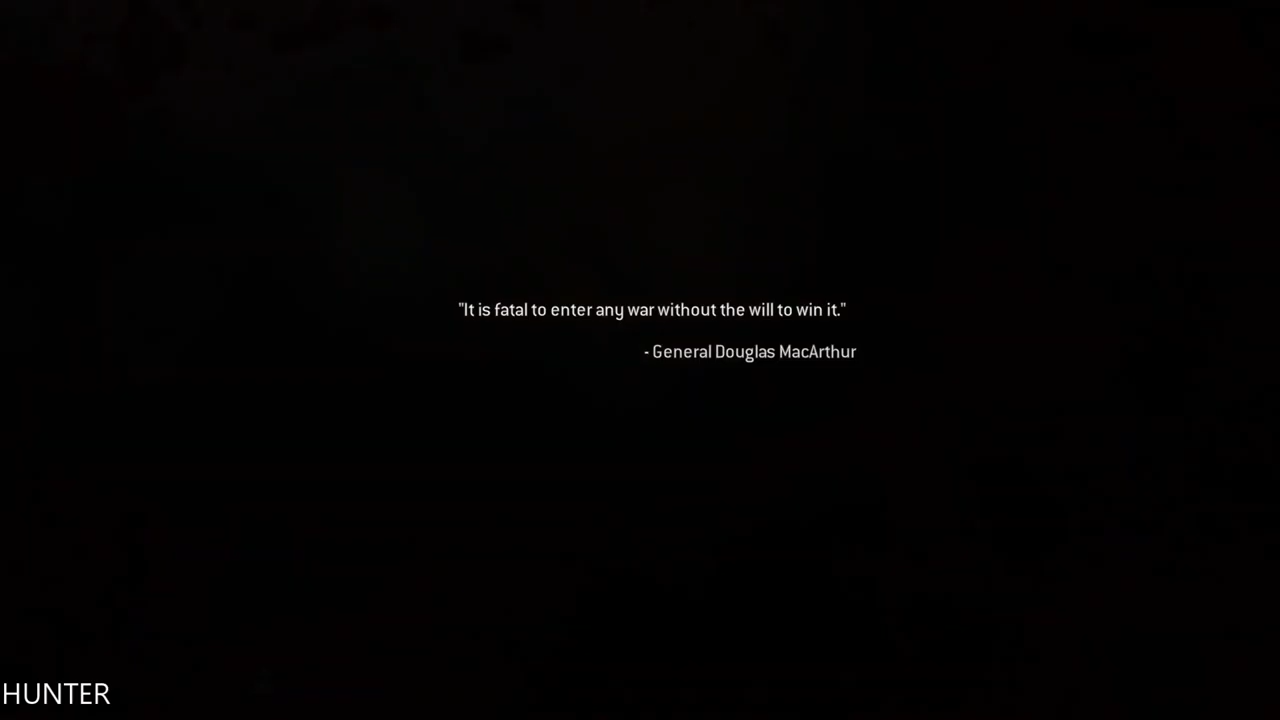 "It is fatal to enter any war without the will to win it."
- General Douglas MacArthur
HUNTER